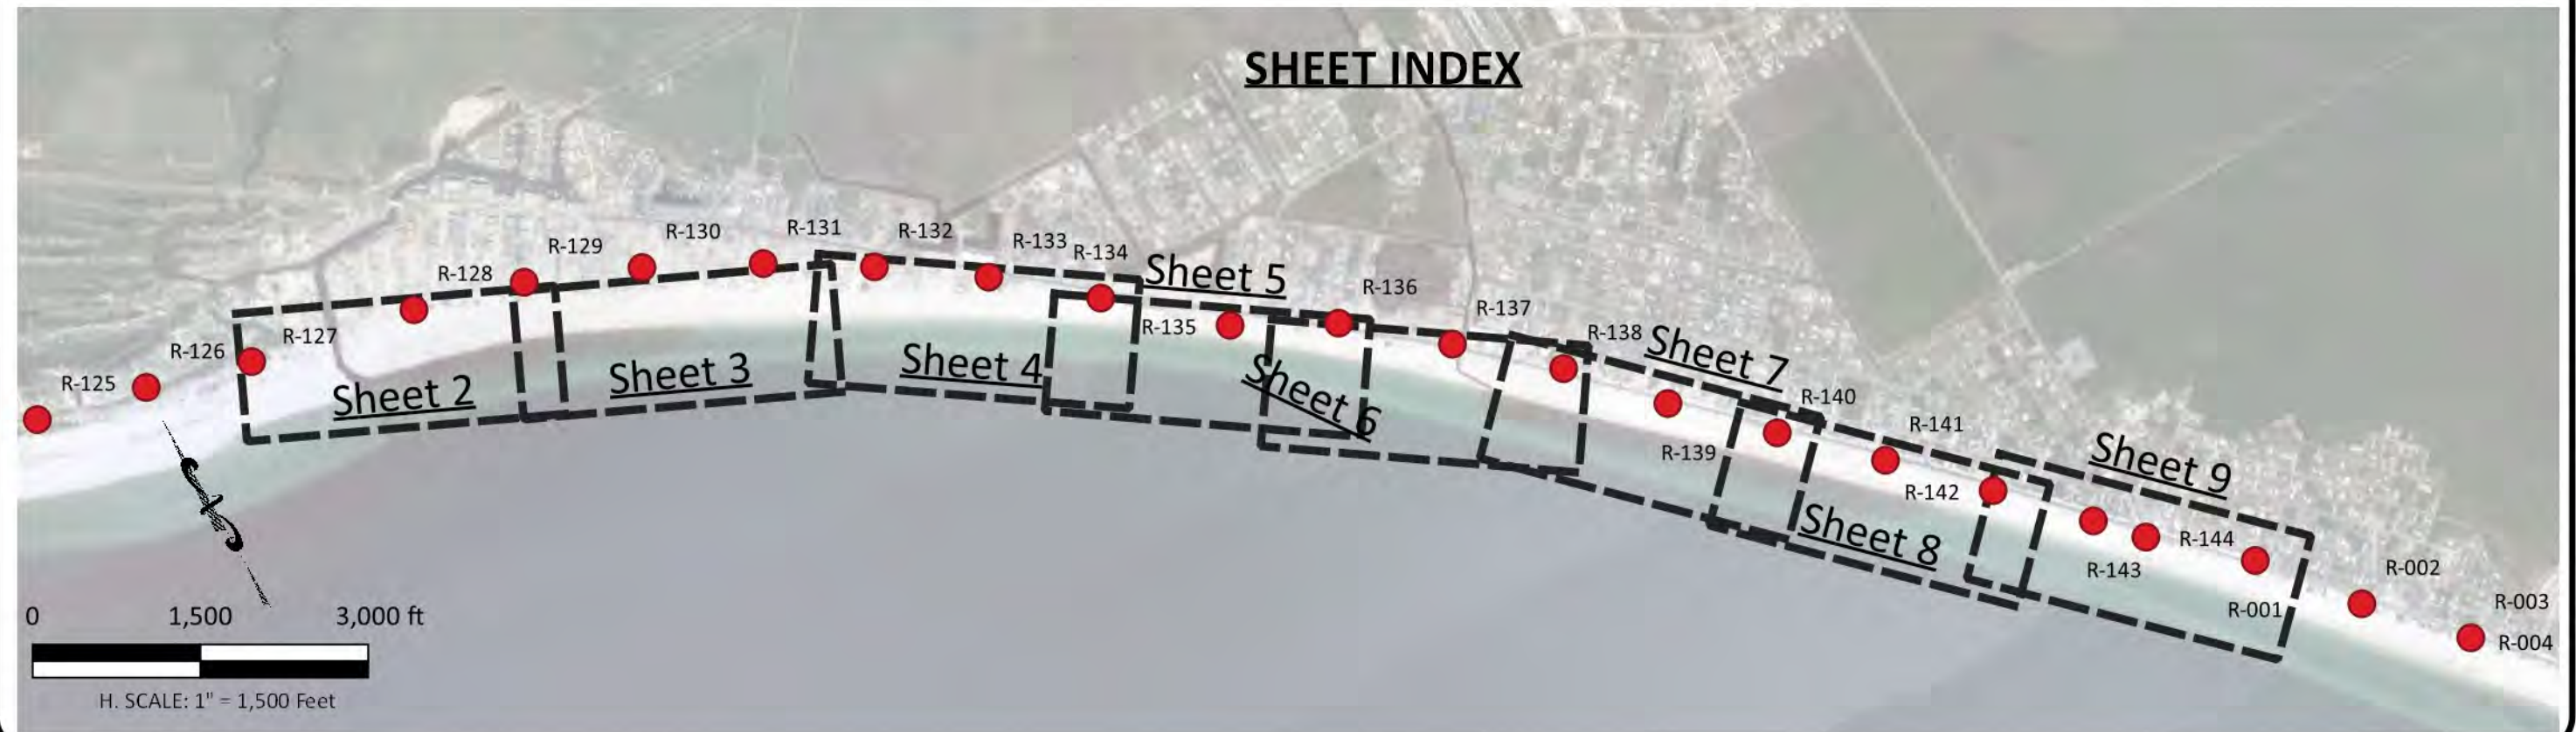 SHEET INDEX
R-125
R-126
R-127
R-128
R-129
R-130
R-131
R-132
R-133
R-134
Sheet 5
R-135
R-136
R-137
R-138
Sheet 7
Sheet 2
Sheet 3
Sheet 4
Sheet 6
R-139
R-140
R-141
R-142
Sheet 8
Sheet 9
R-143
R-144
R-001
R-002
R-003
R-004
0 1,500 3,000 ft
H. SCALE: 1" = 1,500 Feet